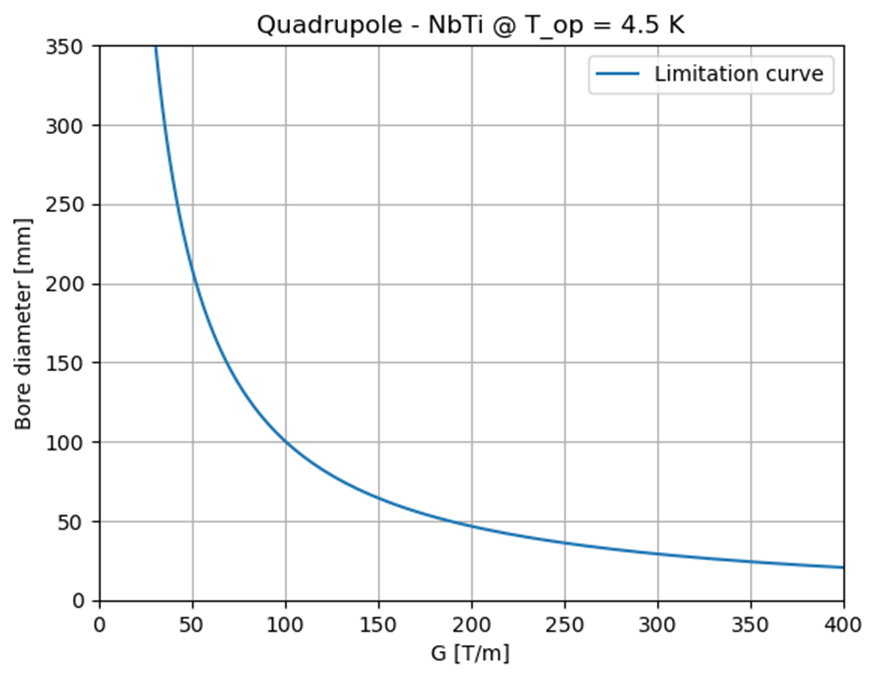 Quadrupole - NbTi @ T_op = 4.5 K
Limitation curve
Bore diameter [mm]
350
300
250
200
150
100
50
0
0 50 100 150 200 250 300 350 400
G [T/m]